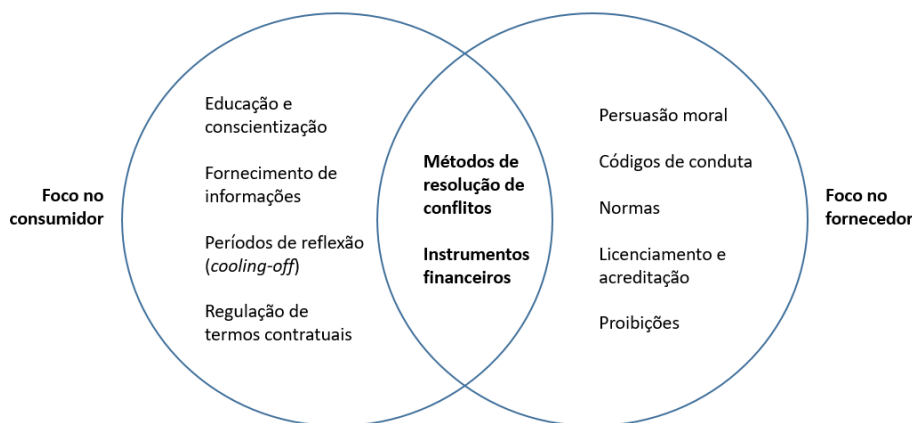 Foco no
consumidor
Educação e
conscientização
Fornecimento de
informações
Períodos de reflexão
(cooling-off)
Regulação de
termos contratuais
Métodos de
resolução de
conflitos
Instrumentos
financeiros
Persuasão moral
Códigos de conduta
Normas
Licenciamento e
acreditação
Proibições
Foco no
fornecedor